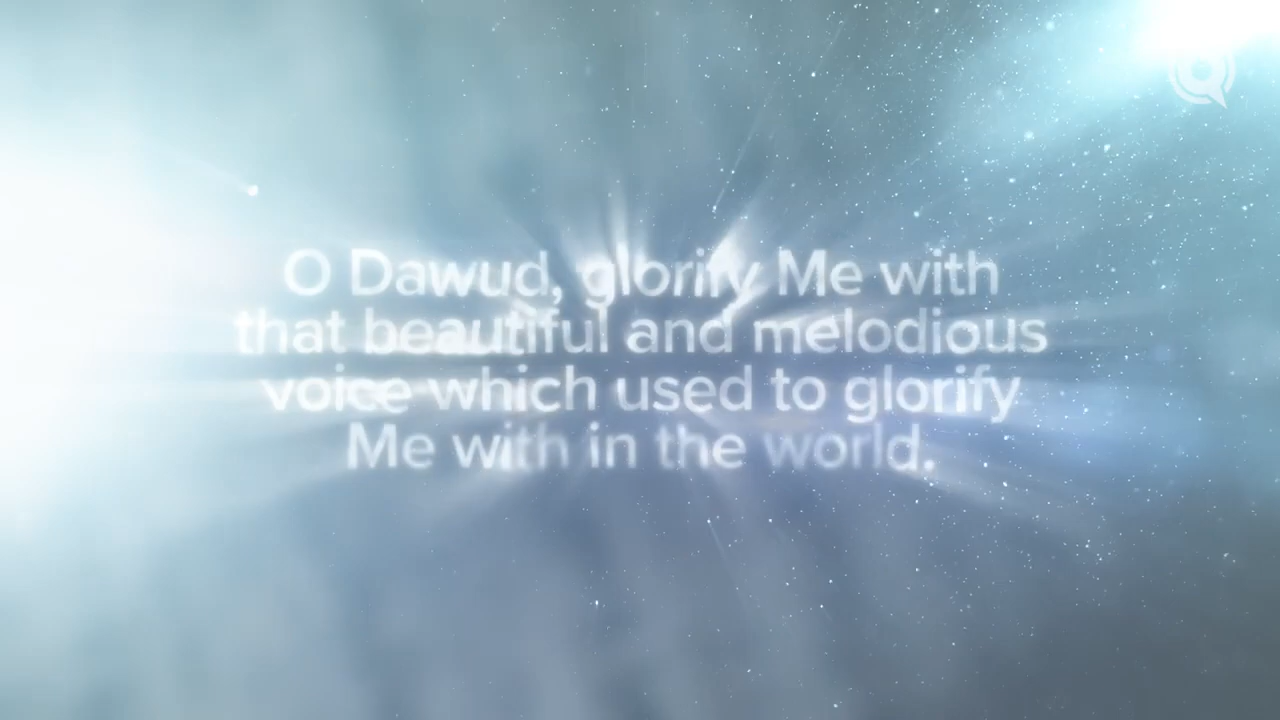 O Dawud, glorify Me with
that beautiful and melodious
voice which used to glorify
Me with in the world.